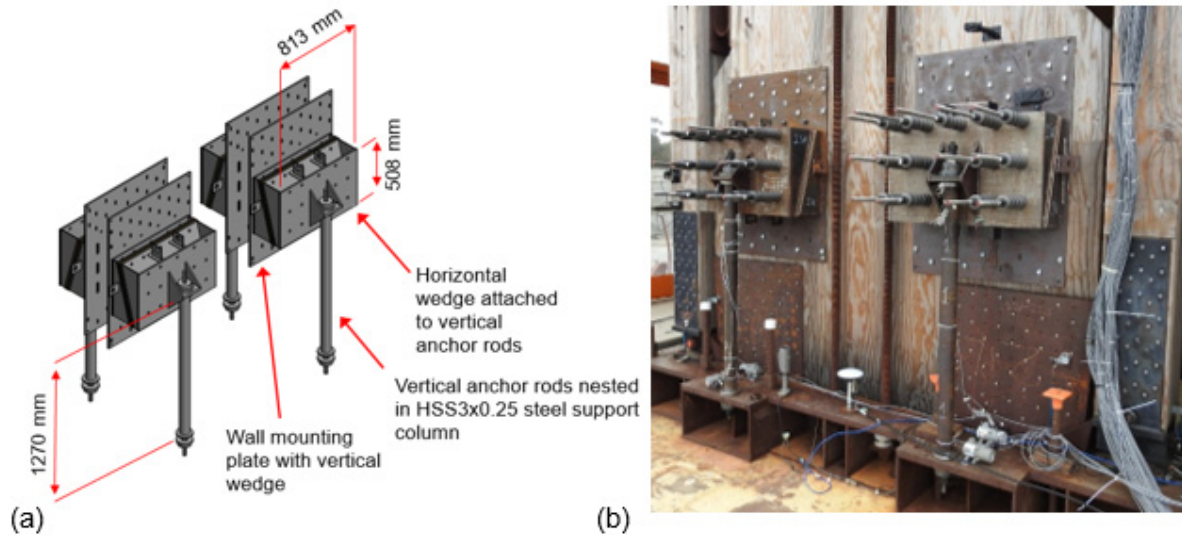 813 mm
508 mm
Horizontal
wedge attached
to vertical
anchor rods
Vertical anchor rods nested
in HSS3x0.25 steel support
column
Wall mounting
plate with vertical
wedge
1270 mm
(a)
(b)